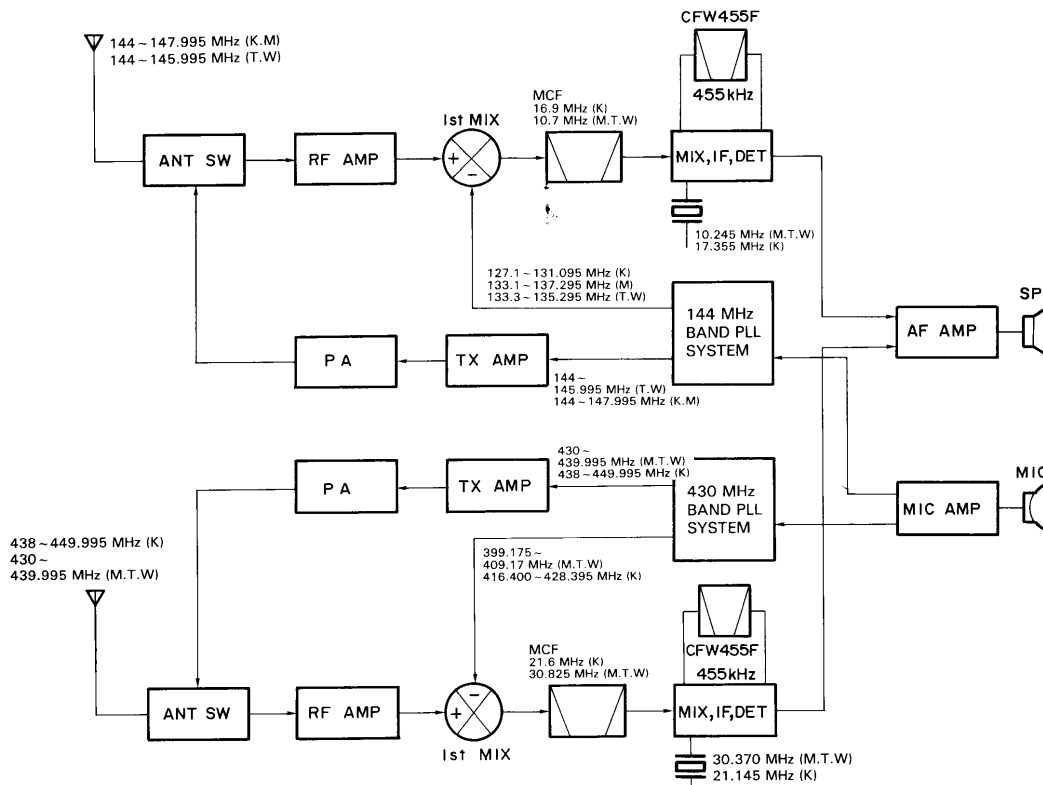 CFW455F
144~147.995 MHz (K.M)
144~145.995 MHz (T.W)
455kHz
MCF
16.9 MHz (K)
10.7 MHz (M.T.W)
1st MIX
ANT SW
RF AMP
+
−
MIX, IF, DET
10.245 MHz (M.T.W)
17.355 MHz (K)
127.1~131.095 MHz (K)
133.1~137.295 MHz (M)
133.3~135.295 MHz (T.W)
SP
144 MHz
BAND PLL
SYSTEM
AF AMP
PA
TX AMP
144~
145.995 MHz (T.W)
144~147.995 MHz (K.M)
430~
439.995 MHz (M.T.W)
438~449.995 MHz (K)
PA
TX AMP
430 MHz
BAND PLL
SYSTEM
MIC
MIC AMP
438~449.995 MHz (K)
430~
439.995 MHz (M.T.W)
399.175~
409.17 MHz (M.T.W)
416.400~428.395 MHz (K)
CFW455F
455kHz
MCF
21.6 MHz (K)
30.825 MHz (M.T.W)
ANT SW
RF AMP
−
+
1st MIX
MIX, IF, DET
30.370 MHz (M.T.W)
21.145 MHz (K)